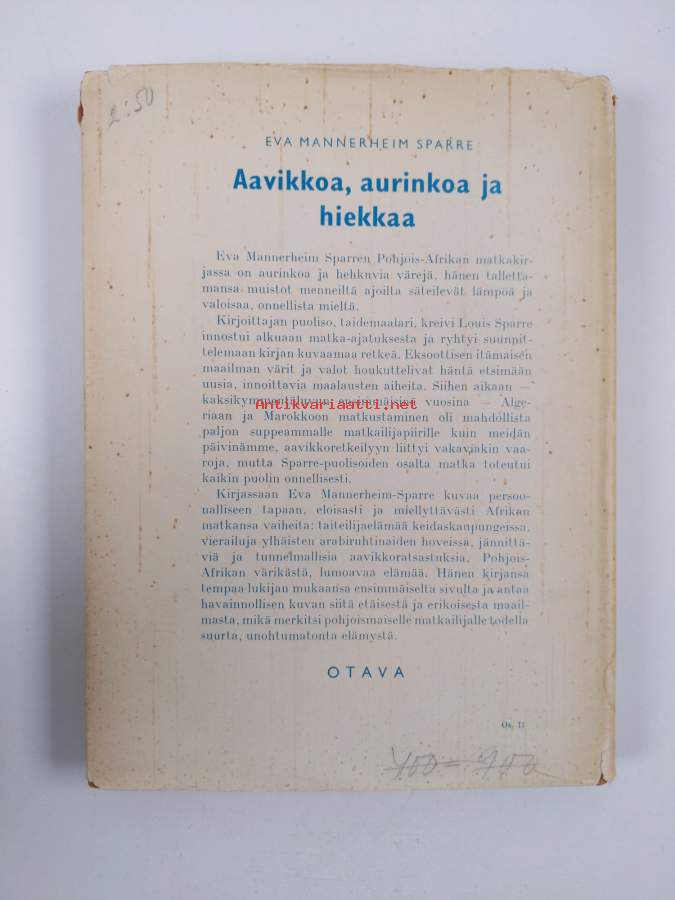 2:50
EVA MANNERHEIM SPARRE
Aavikkoa, aurinkoa ja
hiekkaa
Eva Mannerheim Sparren Pohjois-Afrikan matkakir-
jassa on aurinkoa ja hehkuvia värejä, hänen talletta-
mansa muistot menneiltä ajoilta säteilevät lämpöä ja
valoisaa, onnellista mieltä.
Kirjoittajan puoliso, taidemaalari, kreivi Louis Sparre
innostui alkuaan matka-ajatuksesta ja ryhtyi suunnit-
telemaan kirjan kuvaamaa retkeä. Eksoottisen itämaisen
maailman värit ja valot houkuttelivat häntä etsimään
uusia, innoittavia maalausten aiheita. Siihen aikaan —
kaksikymmentäluvun ensimmäisinä vuosina — Alge-
Antikvariaatti.net
riaan ja Marokkoon matkustaminen oli mahdollista
paljon suppeammalle matkailijapiirille kuin meidän
päivinämme, aavikkoretkeilyyn liittyi vakaviakin vaa-
roja, mutta Sparre-puolisoiden osalta matka toteutui
kaikin puolin onnellisesti.
Kirjassaan Eva Mannerheim-Sparre kuvaa persoo-
nalliseen tapaan, eloisasti ja miellyttävästi Afrikan
matkansa vaiheita: taiteilijaelämää keidaskaupungeissa,
vierailuja ylhäisten arabiruhtinaiden hoveissa, jännittä-
viä ja tunnelmallisia aavikkoratsastuksia, Pohjois-
Afrikan värikästä, lumoavaa elämää. Hänen kirjansa
tempaa lukijan mukaansa ensimmäiseltä sivulta ja antaa
havainnollisen kuvan siitä etäisestä ja erikoisesta maail-
masta, mikä merkitsi pohjoismaiselle matkailijalle todella
suurta, unohtumatonta elämystä.
OTAVA